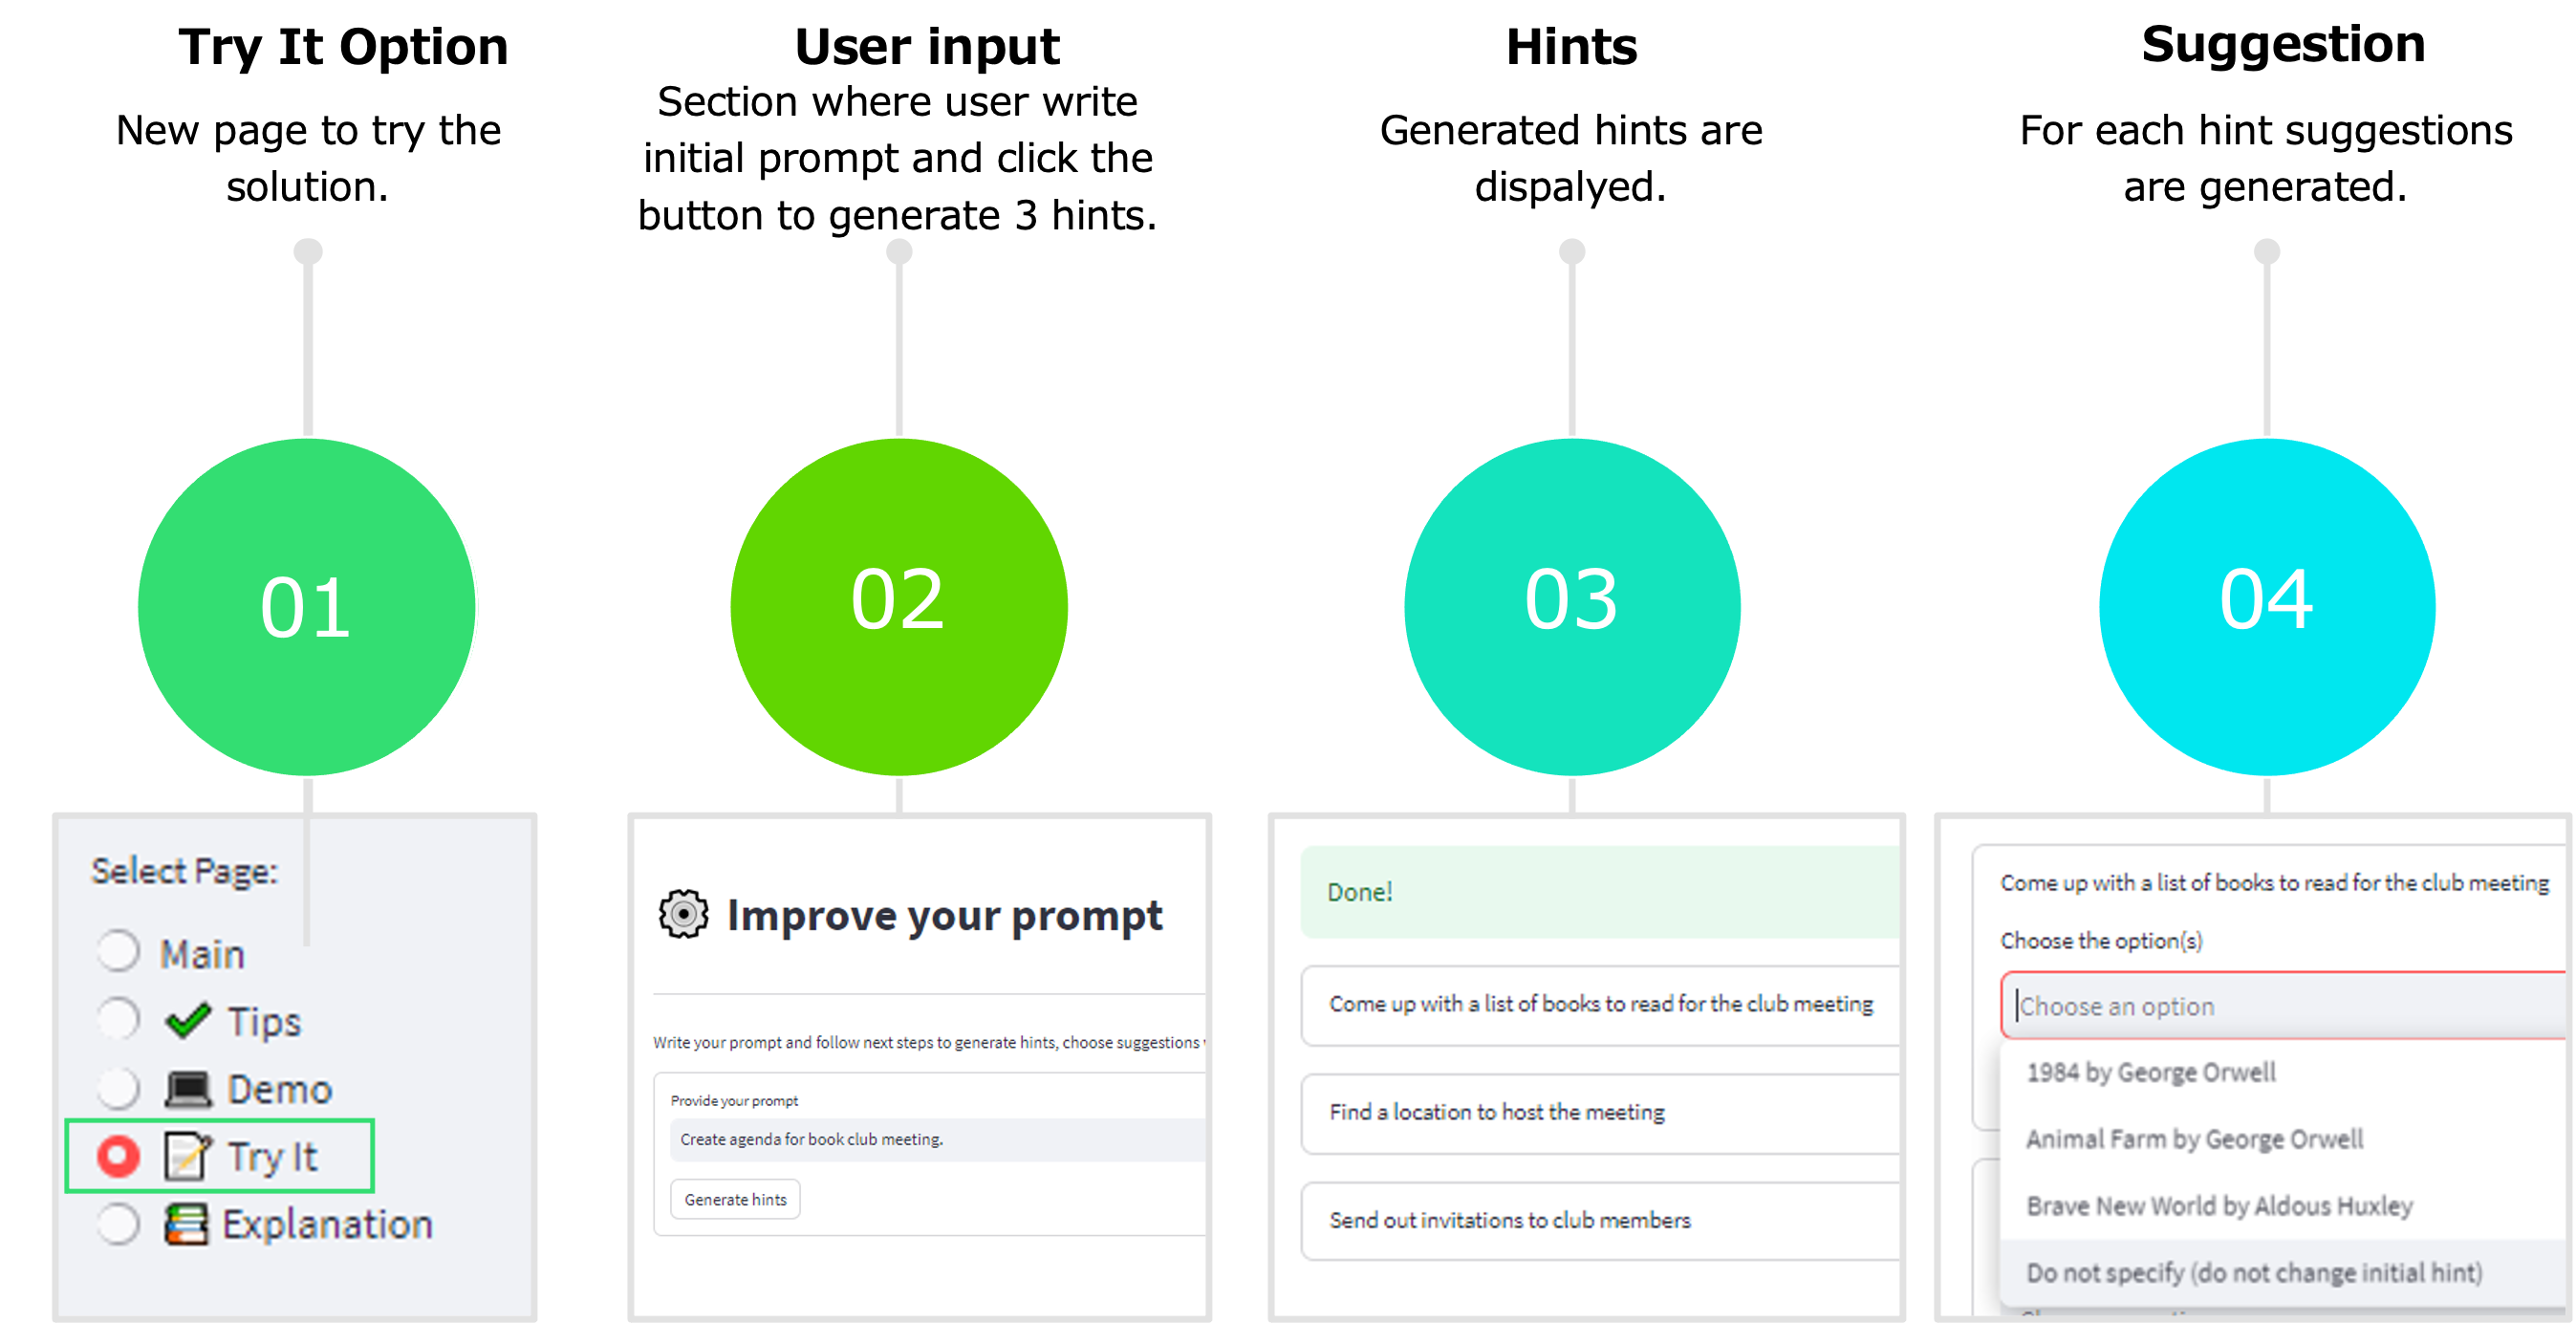 Try It Option
New page to try the
solution.
01
Select Page:
Main
Tips
Demo
Try It
Explanation
User input
Section where user write
initial prompt and click the
button to generate 3 hints.
02
Improve your prompt
Write your prompt and follow next steps to generate hints, choose suggestions
Provide your prompt
Create agenda for book club meeting.
Generate hints
Hints
Generated hints are
dispalyed.
03
Done!
Come up with a list of books to read for the club meeting
Find a location to host the meeting
Send out invitations to club members
Suggestion
For each hint suggestions
are generated.
04
Come up with a list of books to read for the club meeting
Choose the option(s)
Choose an option
1984 by George Orwell
Animal Farm by George Orwell
Brave New World by Aldous Huxley
Do not specify (do not change initial hint)